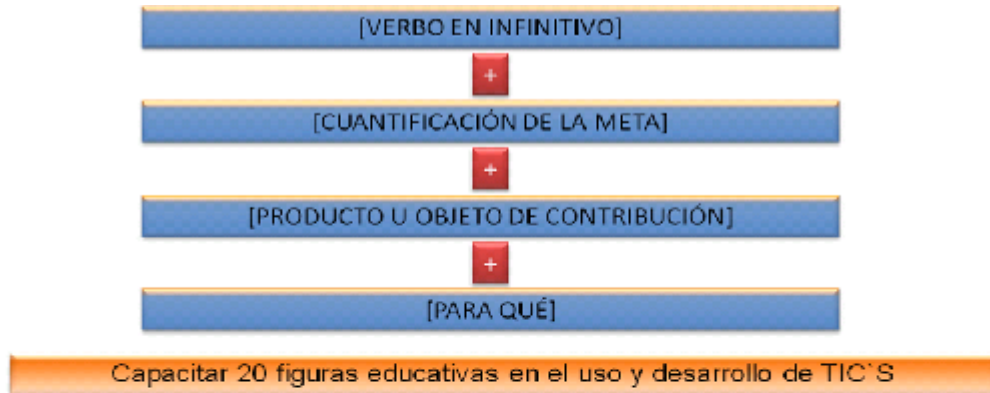 [VERBO EN INFINITIVO]
+
[CUANTIFICACIÓN DE LA META]
+
[PRODUCTO U OBJETO DE CONTRIBUCIÓN]
+
[PARA QUÉ]
Capacitar 20 figuras educativas en el uso y desarrollo de TIC`S